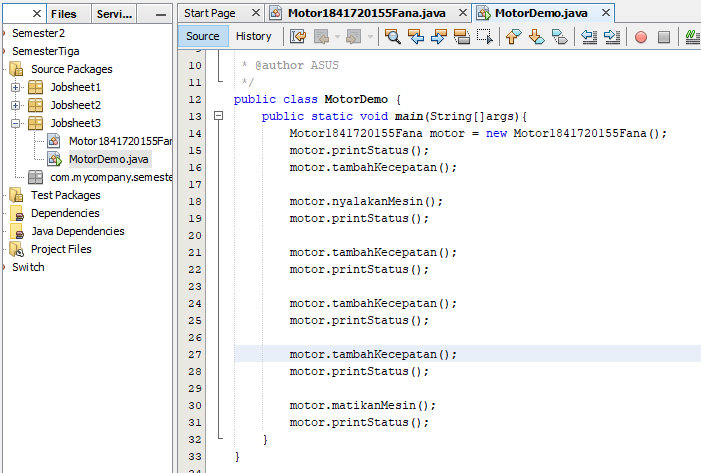 Files
Servi...
Semester2
SemesterTiga
Source Packages
Jobsheet1
Jobsheet2
Jobsheet3
Motor1841720155Fan
MotorDemo.java
com.mycompany.semeste
Test Packages
Dependencies
Java Dependencies
Project Files
Switch
Start Page
Motor1841720155Fana.java
MotorDemo.java
Source
History
10 * @author ASUS
11 */
12 public class MotorDemo {
13 public static void main(String[]args){
14 Motor1841720155Fana motor = new Motor1841720155Fana();
15 motor.printStatus();
16 motor.tambahKecepatan();
17
18 motor.nyalakanMesin();
19 motor.printStatus();
20
21 motor.tambahKecepatan();
22 motor.printStatus();
23
24 motor.tambahKecepatan();
25 motor.printStatus();
26
27 motor.tambahKecepatan();
28 motor.printStatus();
29
30 motor.matikanMesin();
31 motor.printStatus();
32 }
33 }